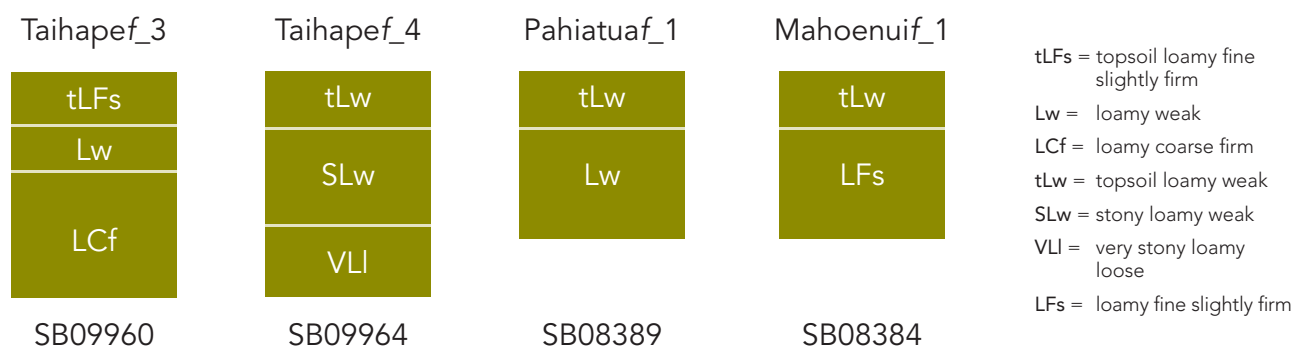 Taihapef_3
tLFs
Lw
LCf
SB09960
Taihapef_4
tLw
SLw
VLl
SB09964
Pahiatuaf_1
tLw
Lw
SB08389
Mahoenuif_1
tLw
LFs
SB08384
tLFs = topsoil loamy fine
slightly firm
Lw = loamy weak
LCf = loamy coarse firm
tLw = topsoil loamy weak
SLw = stony loamy weak
VLl = very stony loamy
loose
LFs = loamy fine slightly firm